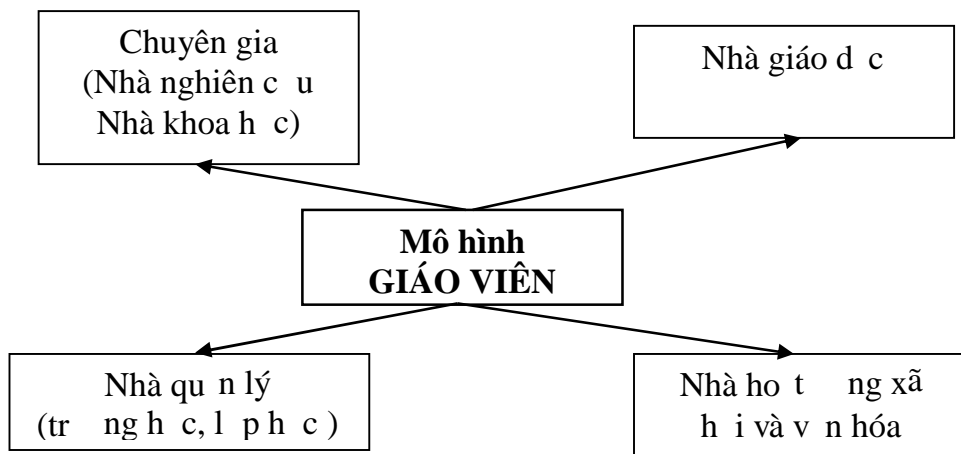 Chuyên gia
(Nhà nghiên c u
Nhà khoa h c)
Nhà giáo d c
Mô hình
GIÁO VIÊN
Nhà qu n lý
(tr ng h c, l p h c )
Nhà ho t ng xã
h i và v n hóa